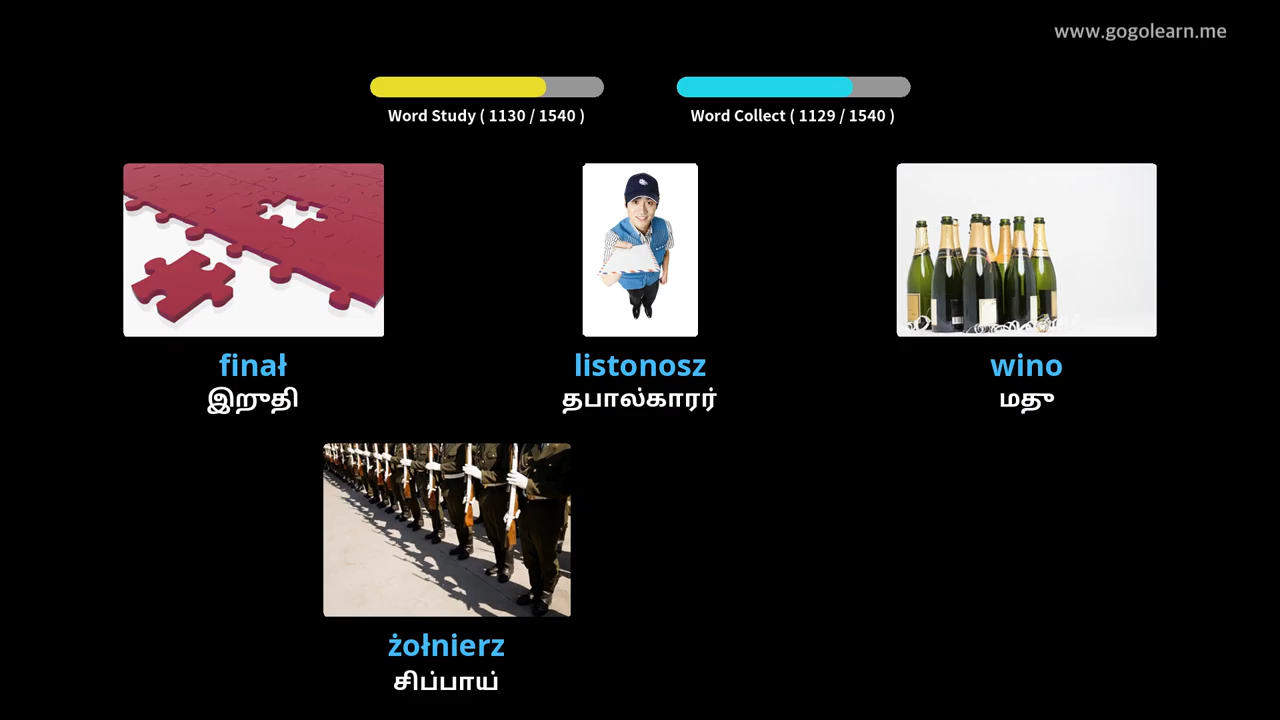 www.gogolearn.me
Word Study ( 1130 / 1540 )
Word Collect ( 1129 / 1540 )
finał
இறுதி
listonosz
தபால்காரர்
wino
மது
żołnierz
சிப்பாய்